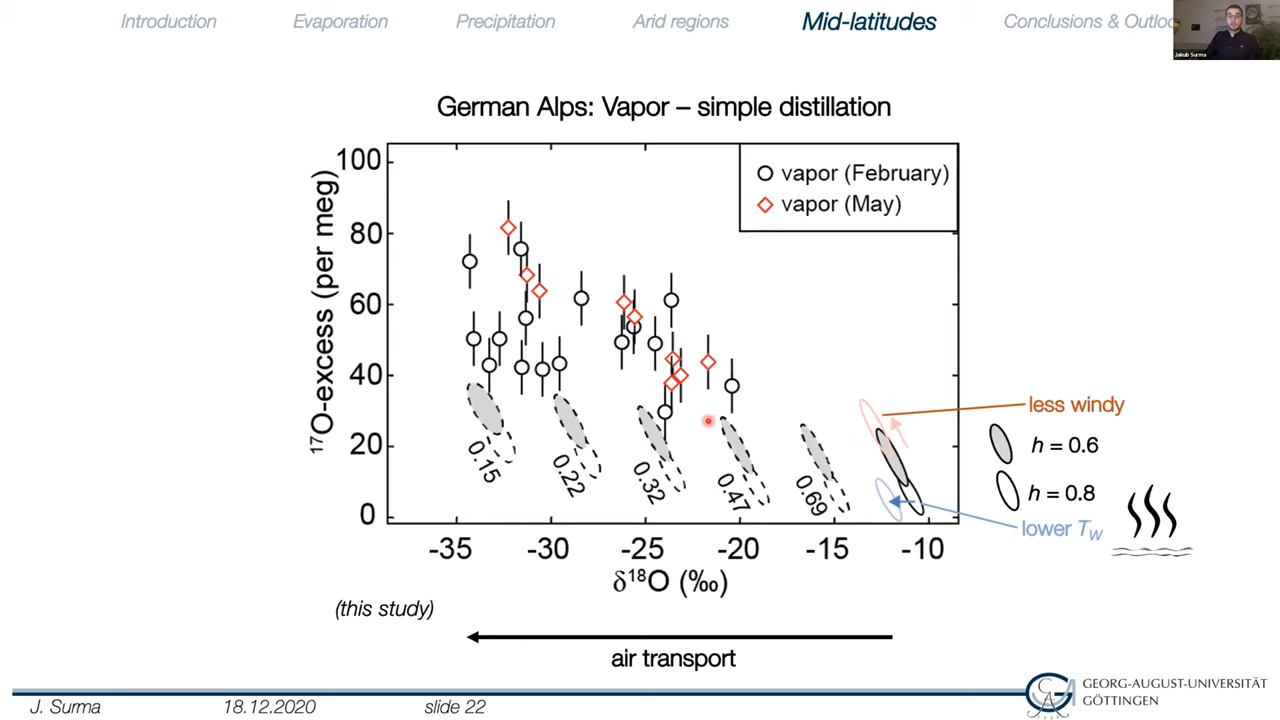 Introduction Evaporation Precipitation Arid regions Mid-latitudes Conclusions & Outloo
Jakub Surma
German Alps: Vapor – simple distillation
vapor (February)
vapor (May)
¹⁷O-excess (per meg)
100
80
60
40
20
0
0.15
0.22
0.32
0.47
0.69
less windy
h = 0.6
h = 0.8
lower T_W
-35 -30 -25 -20 -15 -10
δ¹⁸O (‰)
(this study)
air transport
J. Surma 18.12.2020 slide 22
GEORG-AUGUST-UNIVERSITÄT
GÖTTINGEN